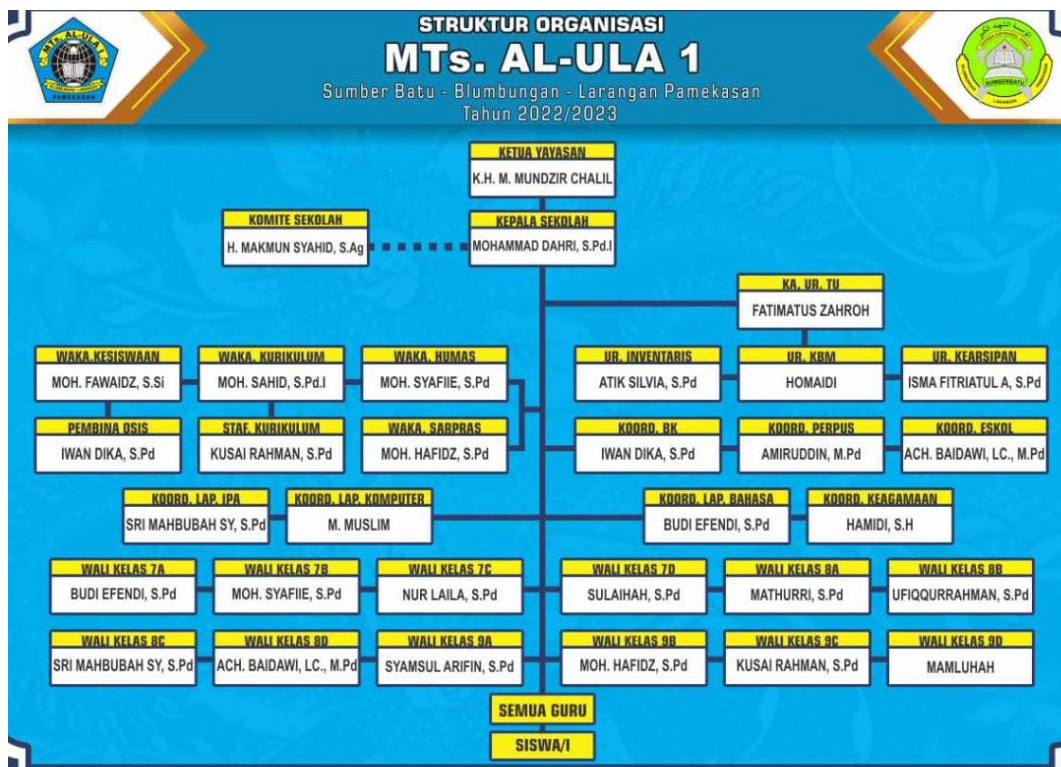 STRUKTUR ORGANISASI
MTs. AL-ULA 1
Sumber Batu - Blumbungan - Larangan Pamekasan
Tahun 2022/2023
MTs. AL-ULA I
PAMEKASAN
SUMBERBATU
KETUA YAYASAN
K.H. M. MUNDZIR CHALIL
KOMITE SEKOLAH
H. MAKMUN SYAHID, S.Ag
KEPALA SEKOLAH
MOHAMMAD DAHRI, S.Pd.I
KA. UR. TU
FATIMATUS ZAHROH
WAKA.KESISWAAN
MOH. FAWAIDZ, S.Si
WAKA. KURIKULUM
MOH. SAHID, S.Pd.I
WAKA. HUMAS
MOH. SYAFIIE, S.Pd
UR. INVENTARIS
ATIK SILVIA, S.Pd
UR. KBM
HOMAIDI
UR. KEARSIPAN
ISMA FITRIATUL A, S.Pd
PEMBINA OSIS
IWAN DIKA, S.Pd
STAF. KURIKULUM
KUSAI RAHMAN, S.Pd
WAKA. SARPRAS
MOH. HAFIDZ, S.Pd
KOORD. BK
IWAN DIKA, S.Pd
KOORD. PERPUS
AMIRUDDIN, M.Pd
KOORD. ESKOL
ACH. BAIDAWI, LC., M.Pd
KOORD. LAP. IPA
SRI MAHBUBAH SY, S.Pd
KOORD. LAP. KOMPUTER
M. MUSLIM
KOORD. LAP. BAHASA
BUDI EFENDI, S.Pd
KOORD. KEAGAMAAN
HAMIDI, S.H
WALI KELAS 7A
BUDI EFENDI, S.Pd
WALI KELAS 7B
MOH. SYAFIIE, S.Pd
WALI KELAS 7C
NUR LAILA, S.Pd
WALI KELAS 7D
SULAIHAH, S.Pd
WALI KELAS 8A
MATHURRI, S.Pd
WALI KELAS 8B
UFIQQURRAHMAN, S.Pd
WALI KELAS 8C
SRI MAHBUBAH SY, S.Pd
WALI KELAS 8D
ACH. BAIDAWI, LC., M.Pd
WALI KELAS 9A
SYAMSUL ARIFIN, S.Pd
WALI KELAS 9B
MOH. HAFIDZ, S.Pd
WALI KELAS 9C
KUSAI RAHMAN, S.Pd
WALI KELAS 9D
MAMLUHAH
SEMUA GURU
SISWA/I